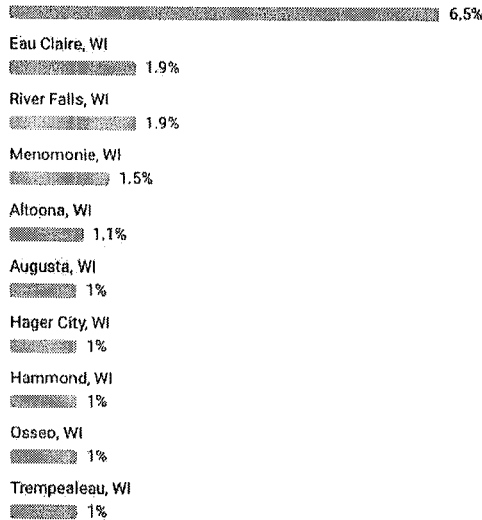 6.5%
Eau Claire, WI
1.9%
River Falls, WI
1.9%
Menomonie, WI
1.5%
Altoona, WI
1.1%
Augusta, WI
1%
Hager City, WI
1%
Hammond, WI
1%
Osseo, WI
1%
Trempealeau, WI
1%